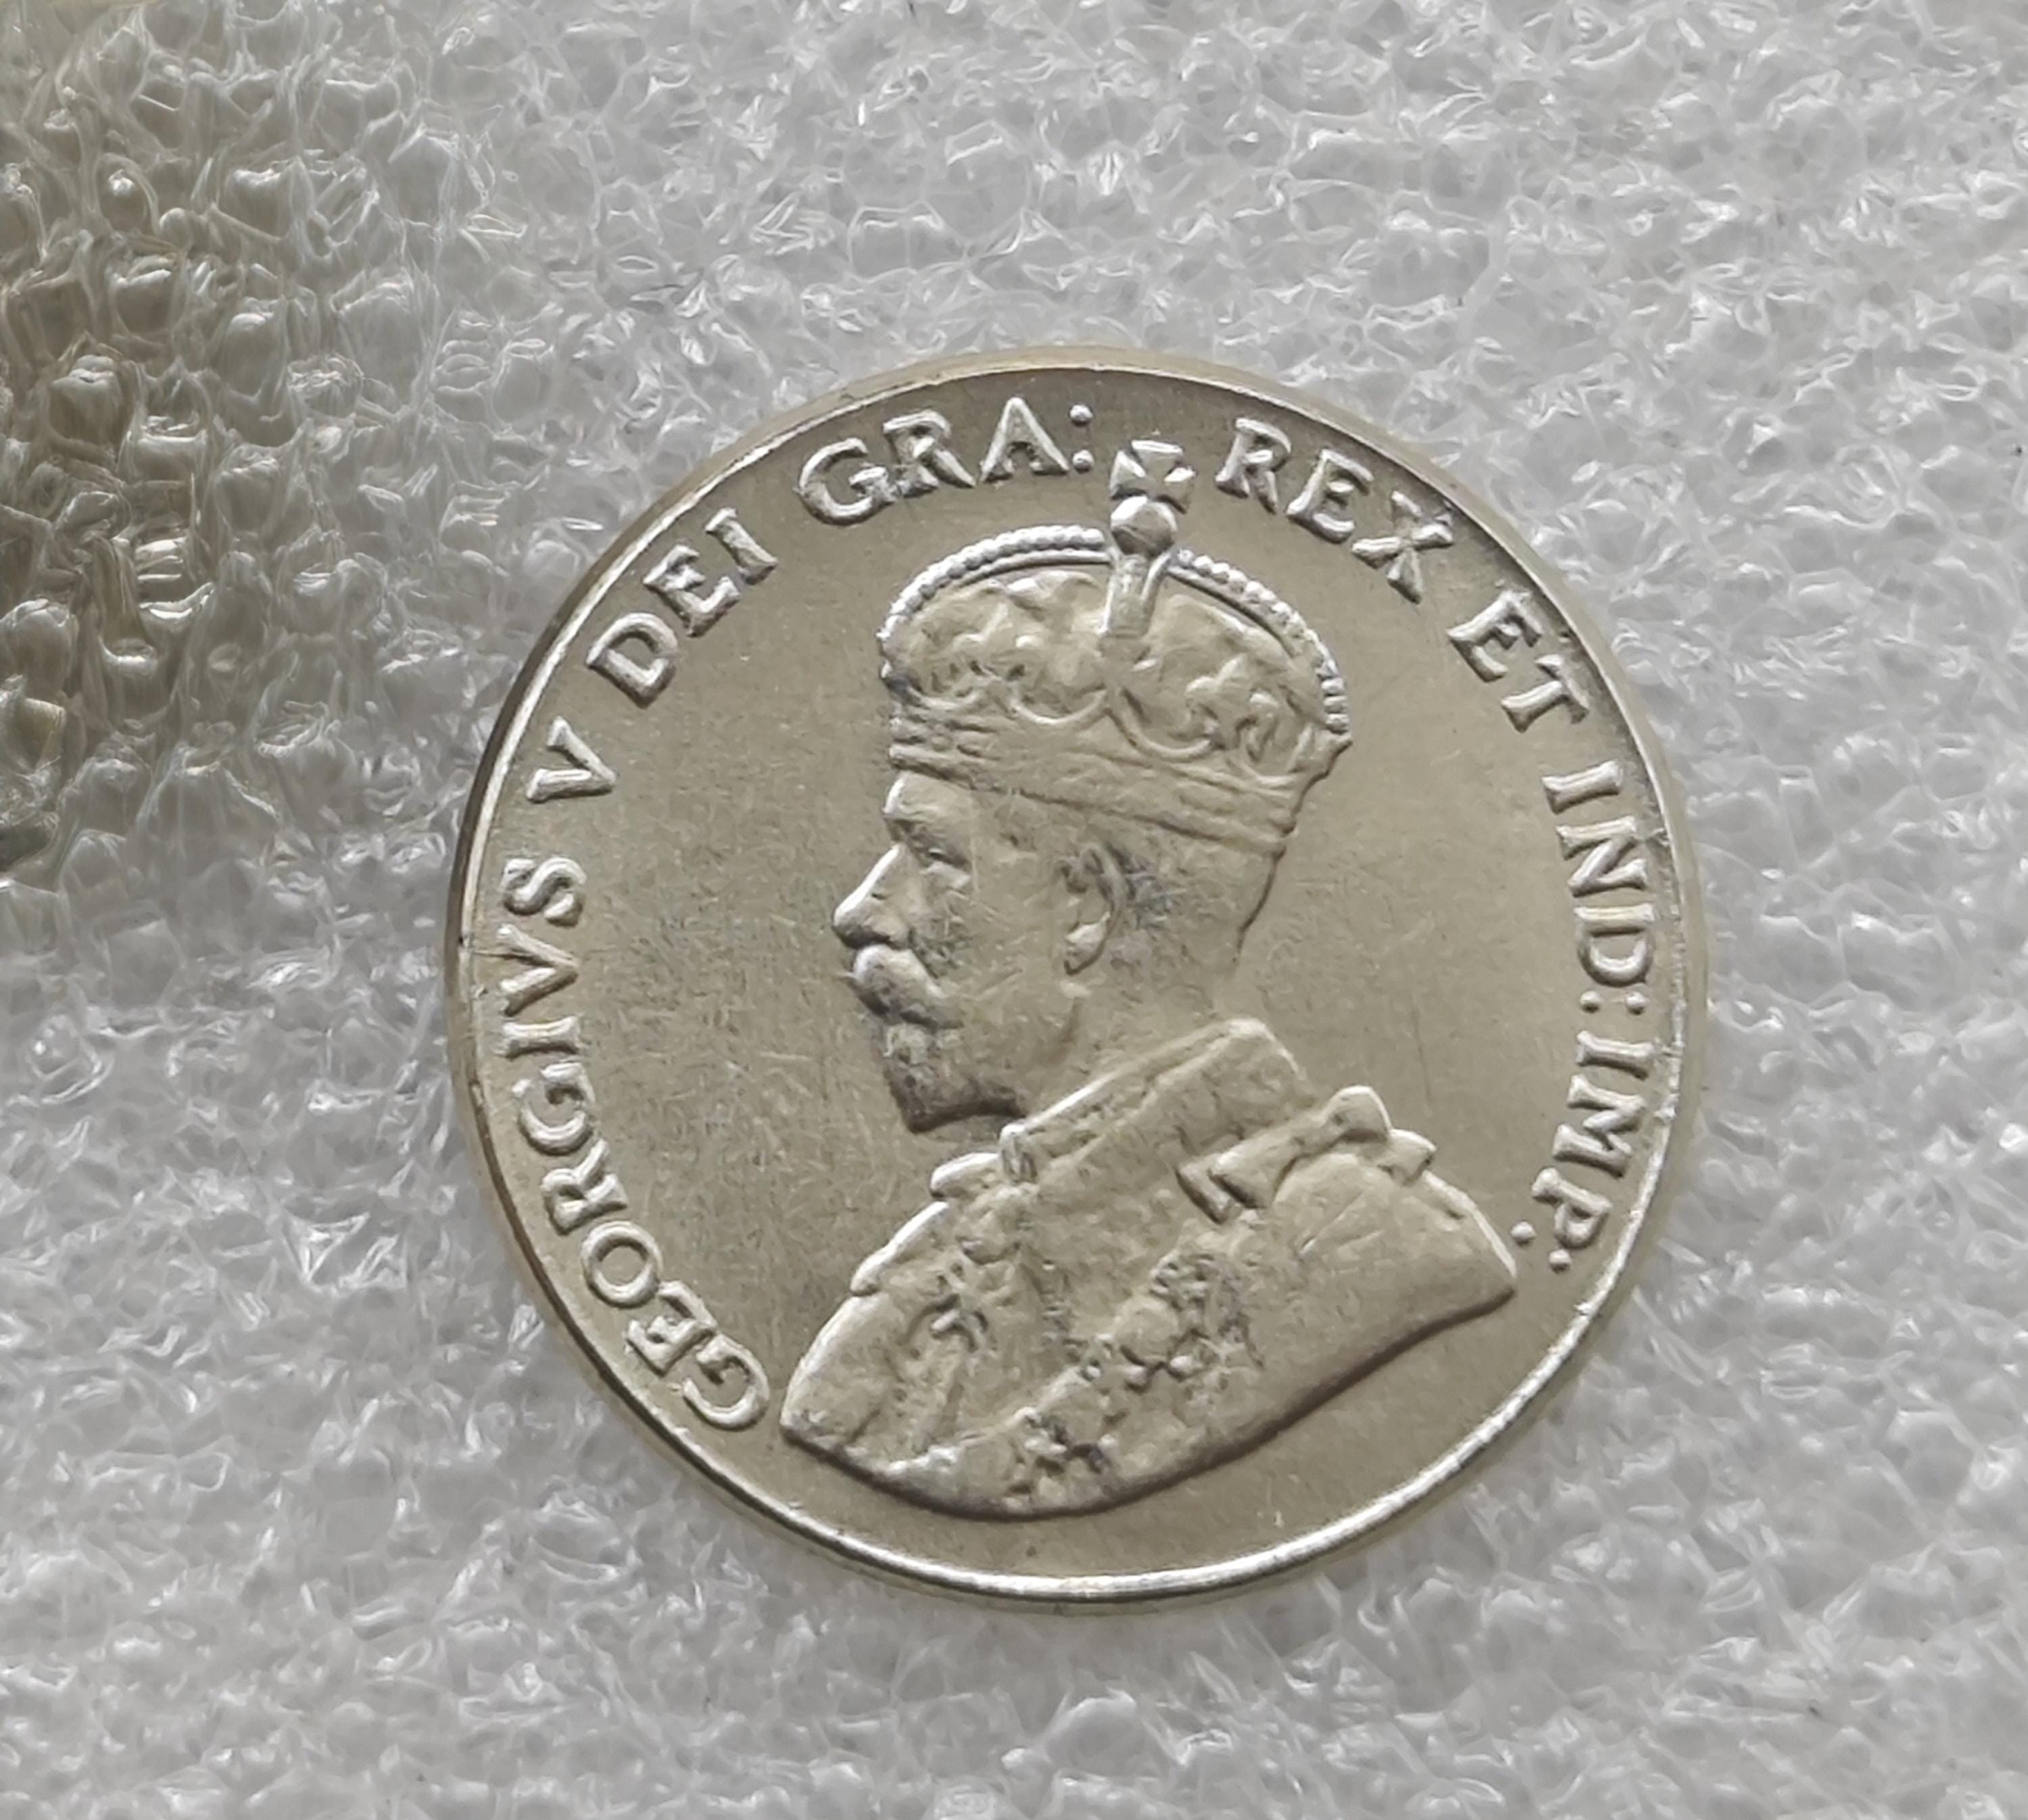 GEORGIVS V DEI GRA: REX ET IND: IMP: